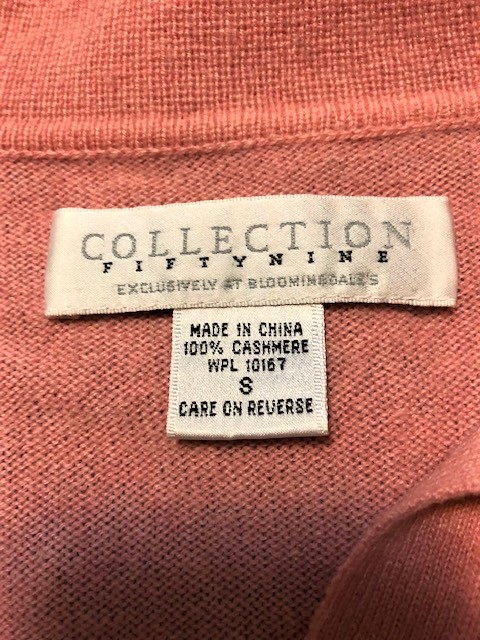 COLLECTION
FIFTYNINE
EXCLUSIVELY AT BLOOMINGDALE'S
MADE IN CHINA
100% CASHMERE
WPL 10167
S
CARE ON REVERSE